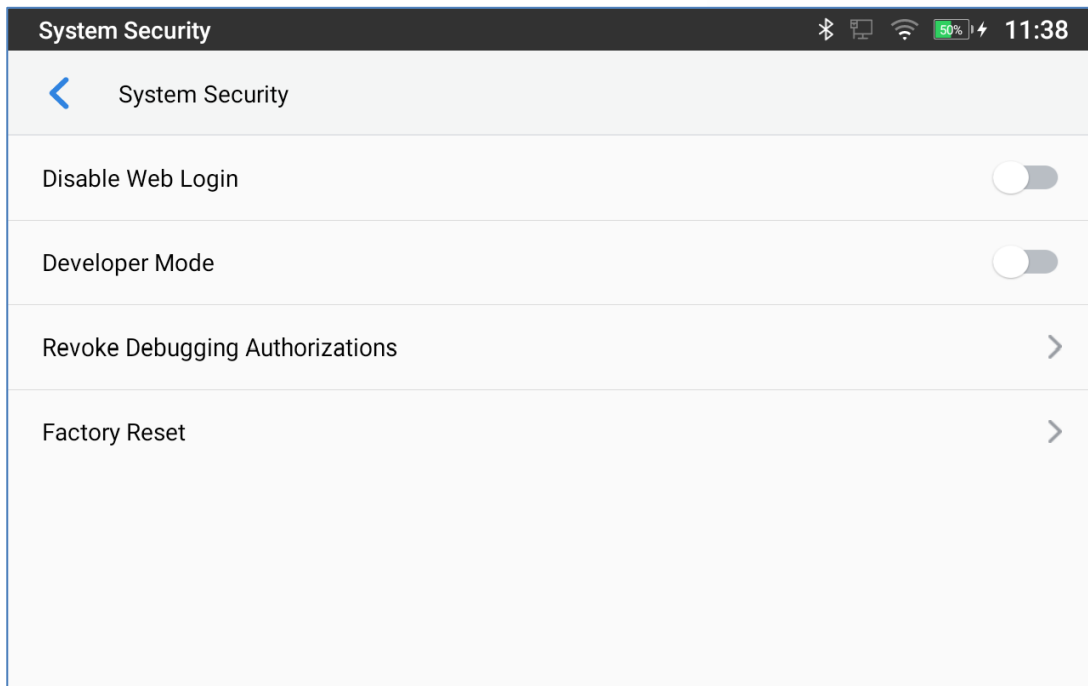 System Security 50% 11:38
System Security
Disable Web Login
Developer Mode
Revoke Debugging Authorizations
Factory Reset